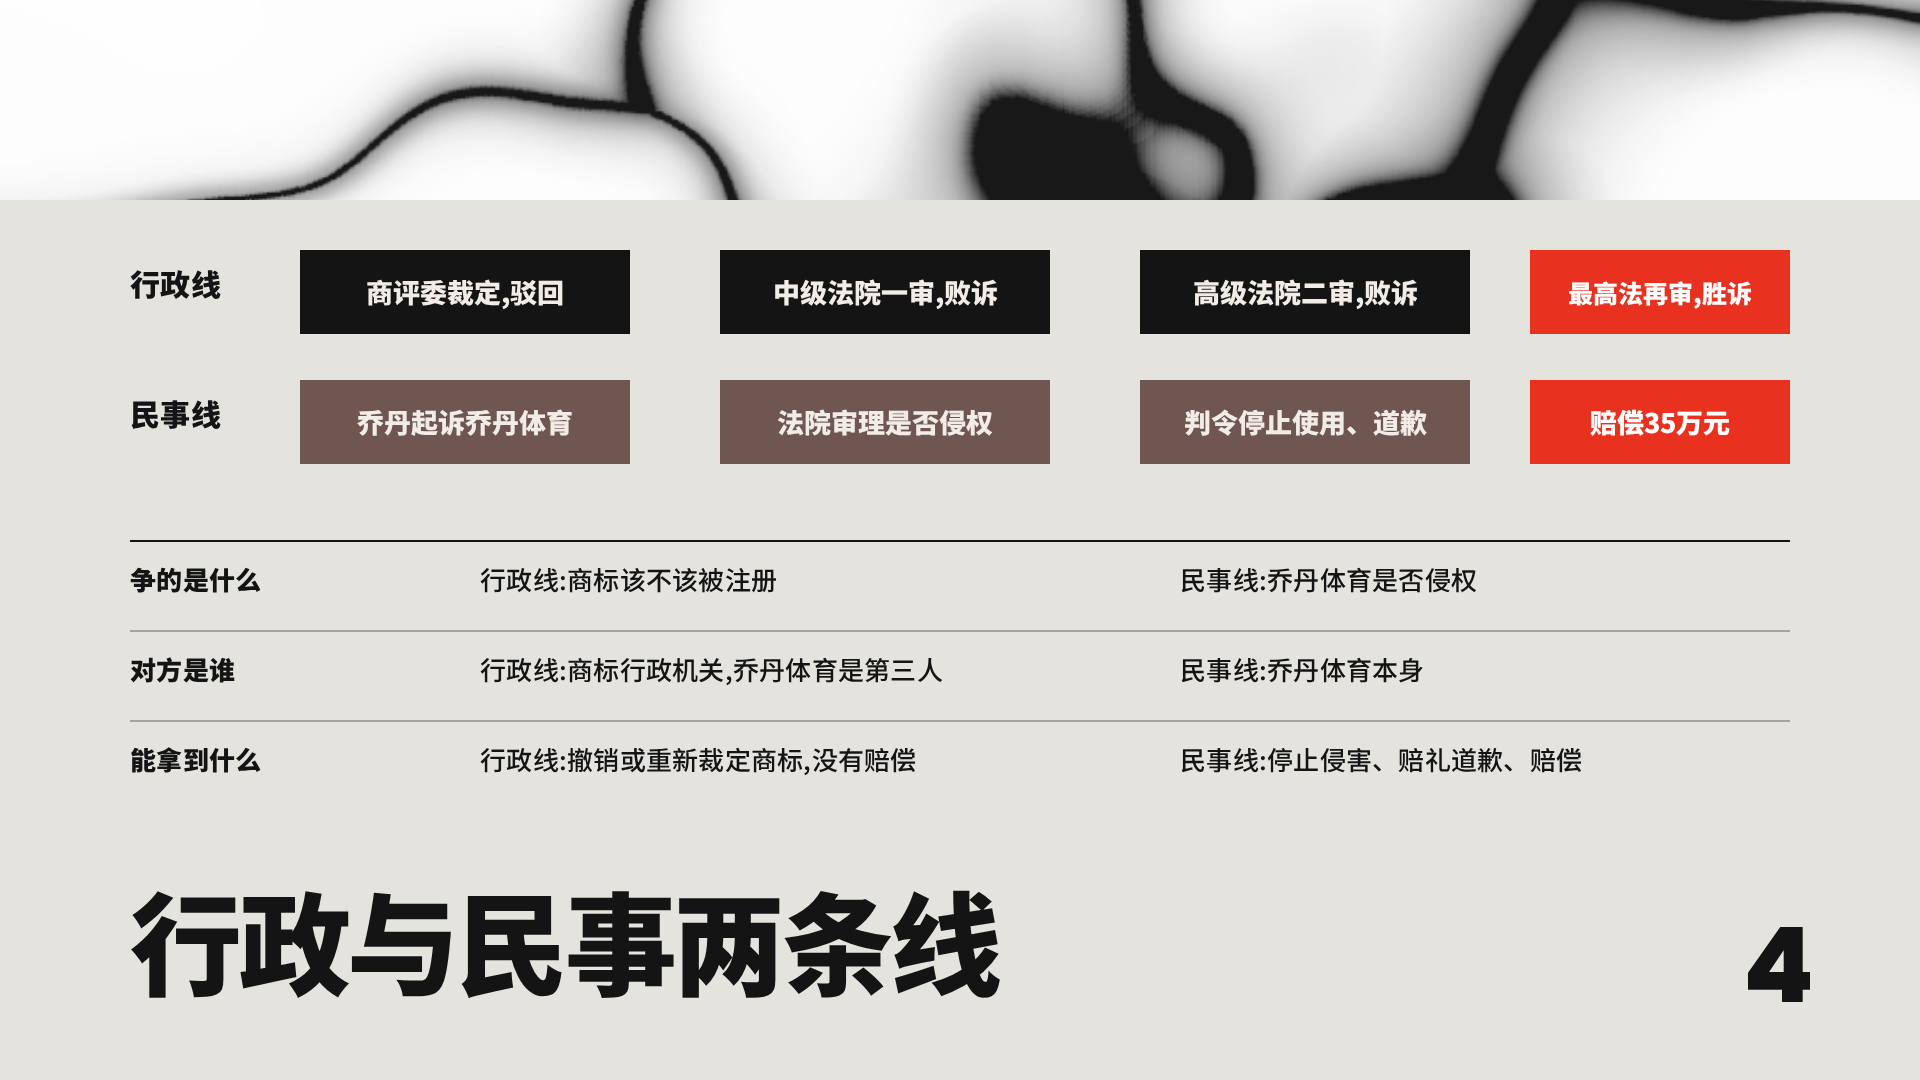 行政线
商评委裁定,驳回
中级法院一审,败诉
高级法院二审,败诉
最高法再审,胜诉
民事线
乔丹起诉乔丹体育
法院审理是否侵权
判令停止使用、道歉
赔偿35万元
争的是什么
行政线:商标该不该被注册
民事线:乔丹体育是否侵权
对方是谁
行政线:商标行政机关,乔丹体育是第三人
民事线:乔丹体育本身
能拿到什么
行政线:撤销或重新裁定商标,没有赔偿
民事线:停止侵害、赔礼道歉、赔偿
行政与民事两条线
4